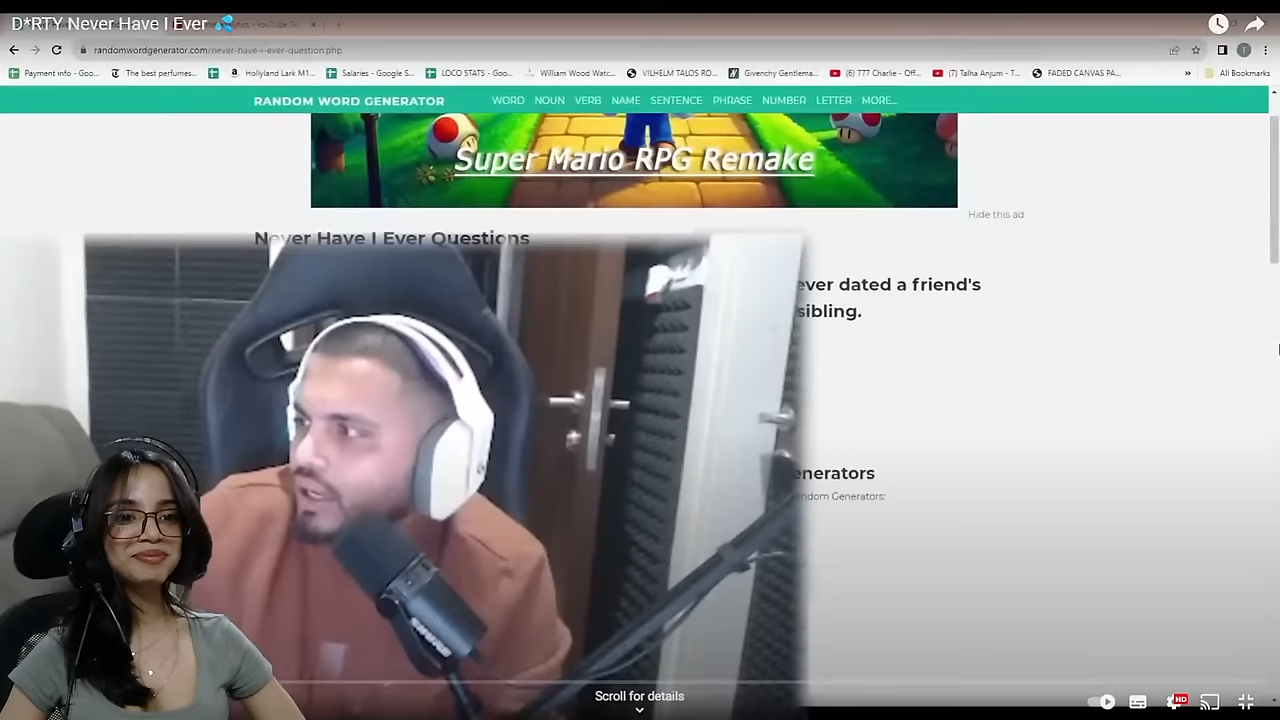 D*RTY Never Have I Ever 💦
randomwordgenerator.com/never-have-i-ever-question.php
Payment info - Goo...
The best perfumes...
Hollyland Lark M1...
Salaries - Google S...
LOCO STATS - Goo...
William Wood Watc...
VILHELM TALOS RO...
Givenchy Gentlema...
(6) 777 Charlie - Off...
(7) Talha Anjum - T...
FADED CANVAS PA...
»
All Bookmarks
RANDOM WORD GENERATOR
WORD NOUN VERB NAME SENTENCE PHRASE NUMBER LETTER MORE...
Super Mario RPG Remake
Hide this ad
Never Have I Ever Questions
ever dated a friend's
sibling.
enerators
ndom Generators:
Scroll for details
HD
T